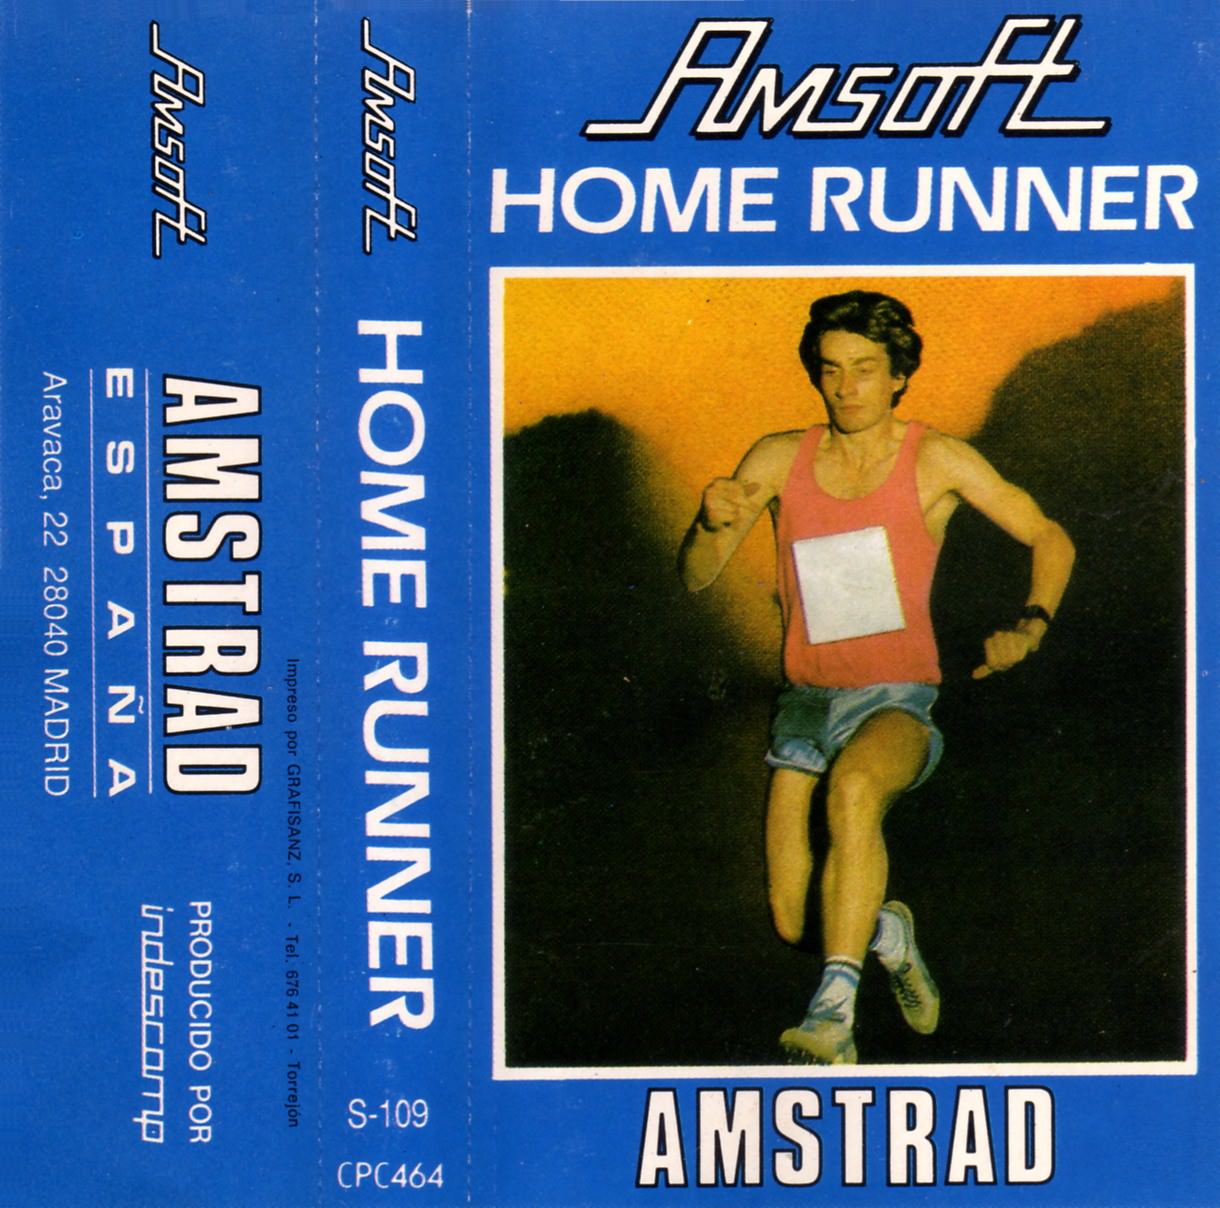 Amsoft
HOME RUNNER
AMSTRAD
Amsoft
HOME RUNNER
S-109
CPC464
Amsoft
AMSTRAD
ESPAÑA
Aravaca, 22 28040 MADRID
PRODUCIDO POR
indescomp
Impreso por GRAFISANZ, S. L. - Tel. 676 41 01 - Torrejón